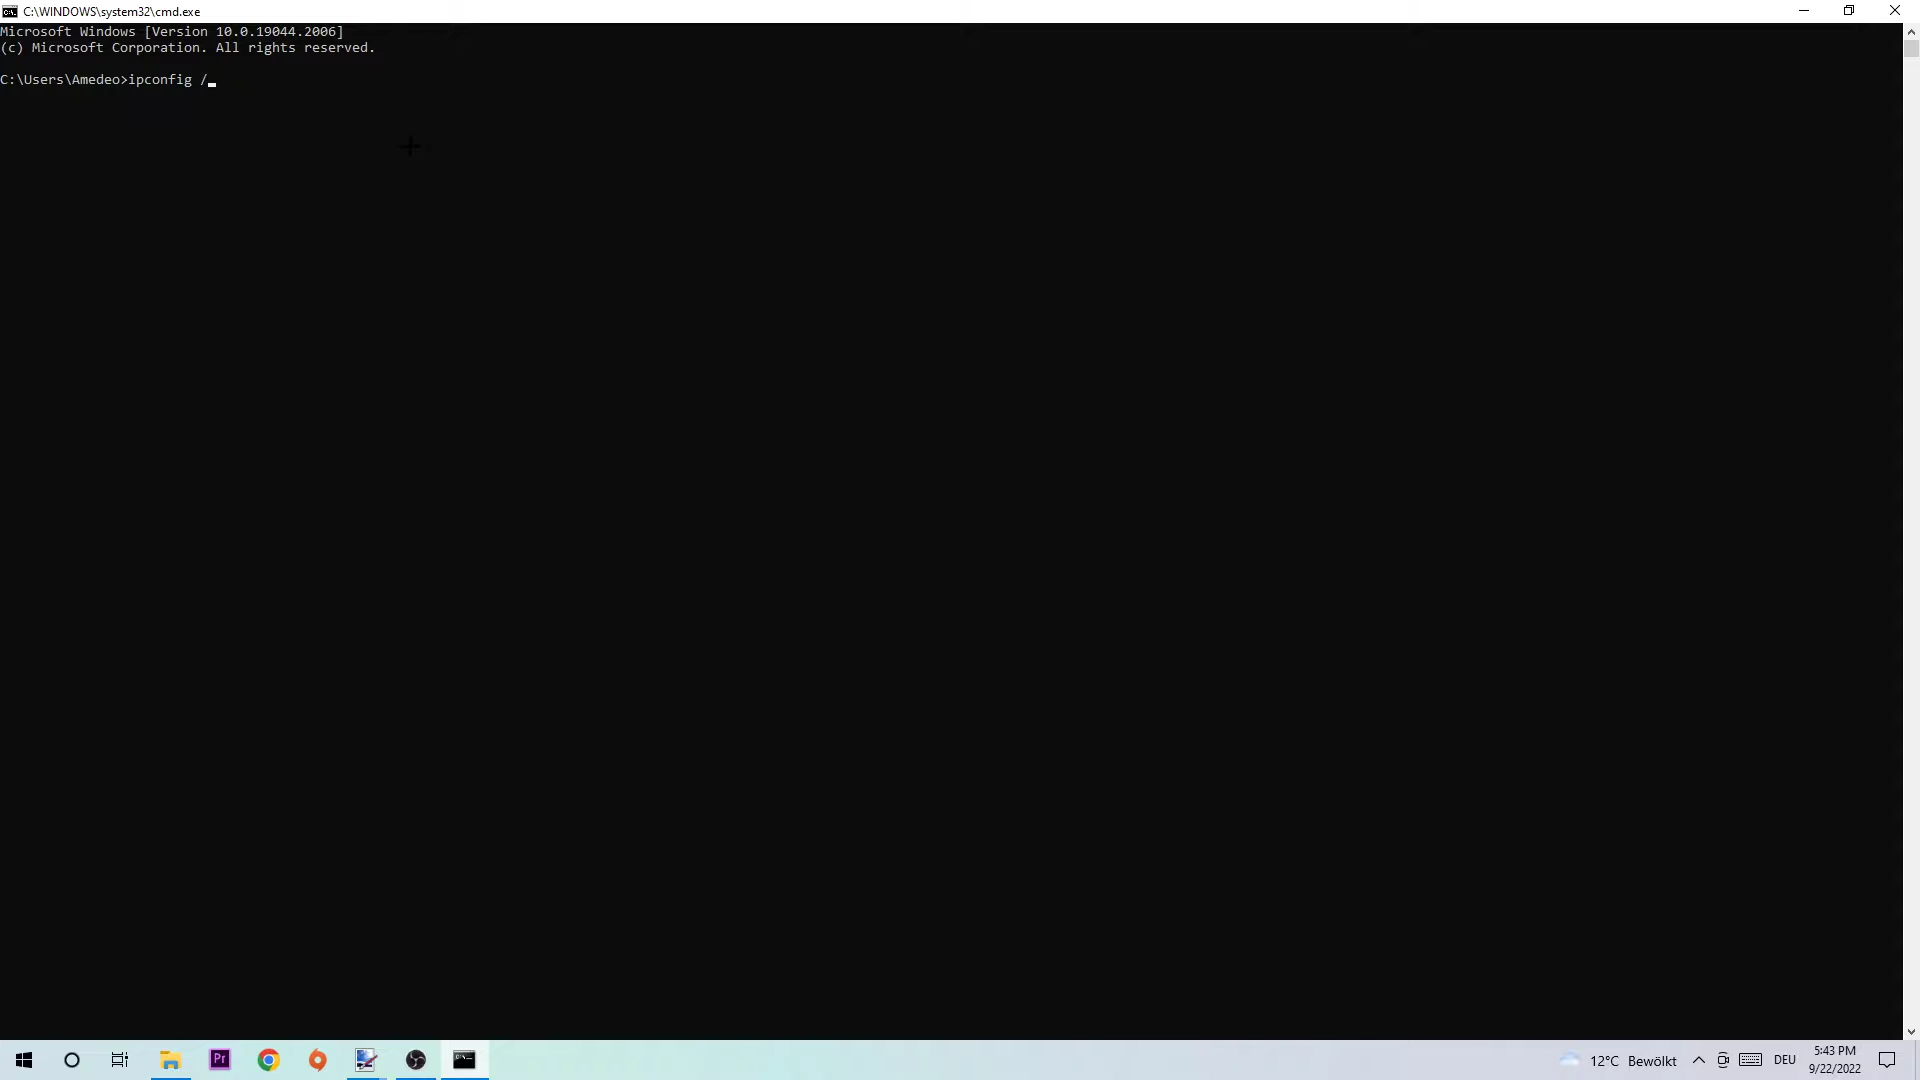 C:\WINDOWS\system32\cmd.exe
Microsoft Windows [Version 10.0.19044.2006]
(c) Microsoft Corporation. All rights reserved.
C:\Users\Amedeo>ipconfig /
Pr
12°C Bewölkt
DEU
5:43 PM
9/22/2022